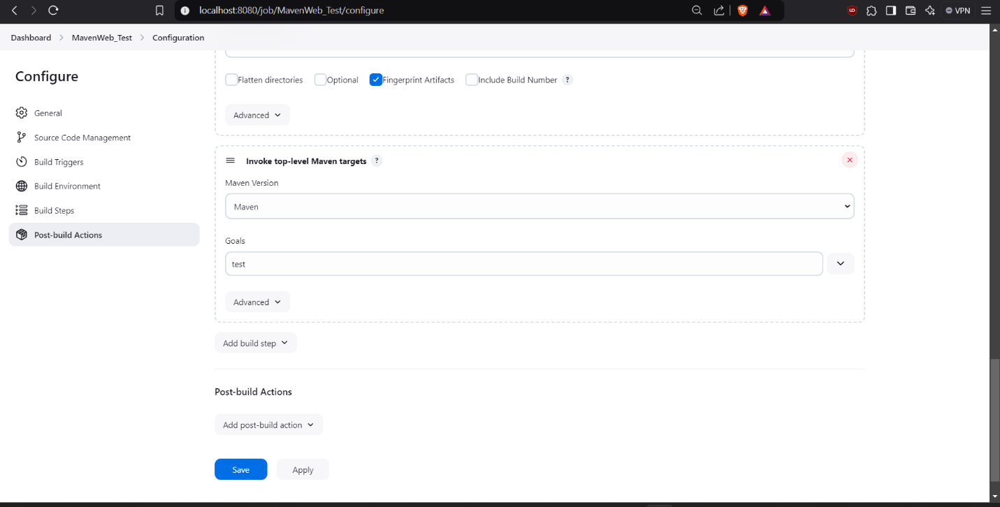 localhost:8080/job/MavenWeb_Test/configure
VPN
Dashboard > MavenWeb_Test > Configuration
Configure
General
Source Code Management
Build Triggers
Build Environment
Build Steps
Post-build Actions
Flatten directories Optional Fingerprint Artifacts Include Build Number ?
Advanced
Invoke top-level Maven targets ?
Maven Version
Maven
Goals
test
Advanced
Add build step
Post-build Actions
Add post-build action
Save Apply